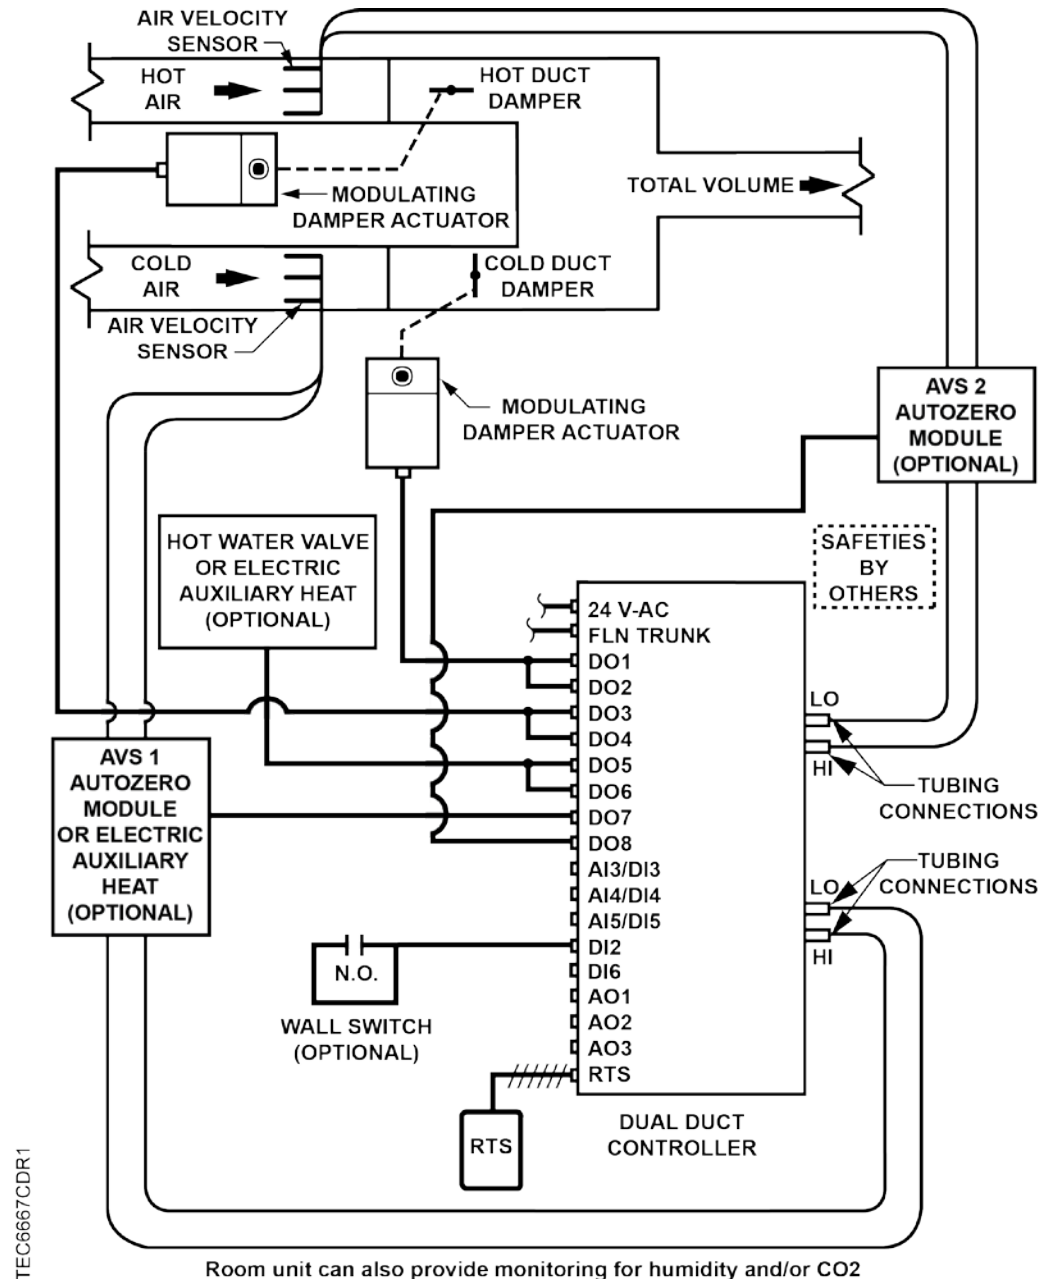 AIR VELOCITY
SENSOR
HOT
AIR
HOT DUCT
DAMPER
MODULATING
DAMPER ACTUATOR
TOTAL VOLUME
COLD
AIR
COLD DUCT
DAMPER
AIR VELOCITY
SENSOR
MODULATING
DAMPER ACTUATOR
AVS 2
AUTOZERO
MODULE
(OPTIONAL)
HOT WATER VALVE
OR ELECTRIC
AUXILIARY HEAT
(OPTIONAL)
SAFETIES
BY
OTHERS
24 V-AC
FLN TRUNK
DO1
DO2
DO3
DO4
DO5
DO6
DO7
DO8
AI3/DI3
AI4/DI4
AI5/DI5
DI2
DI6
AO1
AO2
AO3
RTS
LO
HI
TUBING
CONNECTIONS
LO
HI
TUBING
CONNECTIONS
AVS 1
AUTOZERO
MODULE
OR ELECTRIC
AUXILIARY
HEAT
(OPTIONAL)
N.O.
WALL SWITCH
(OPTIONAL)
RTS
DUAL DUCT
CONTROLLER
TEC6667CDR1
Room unit can also provide monitoring for humidity and/or CO2